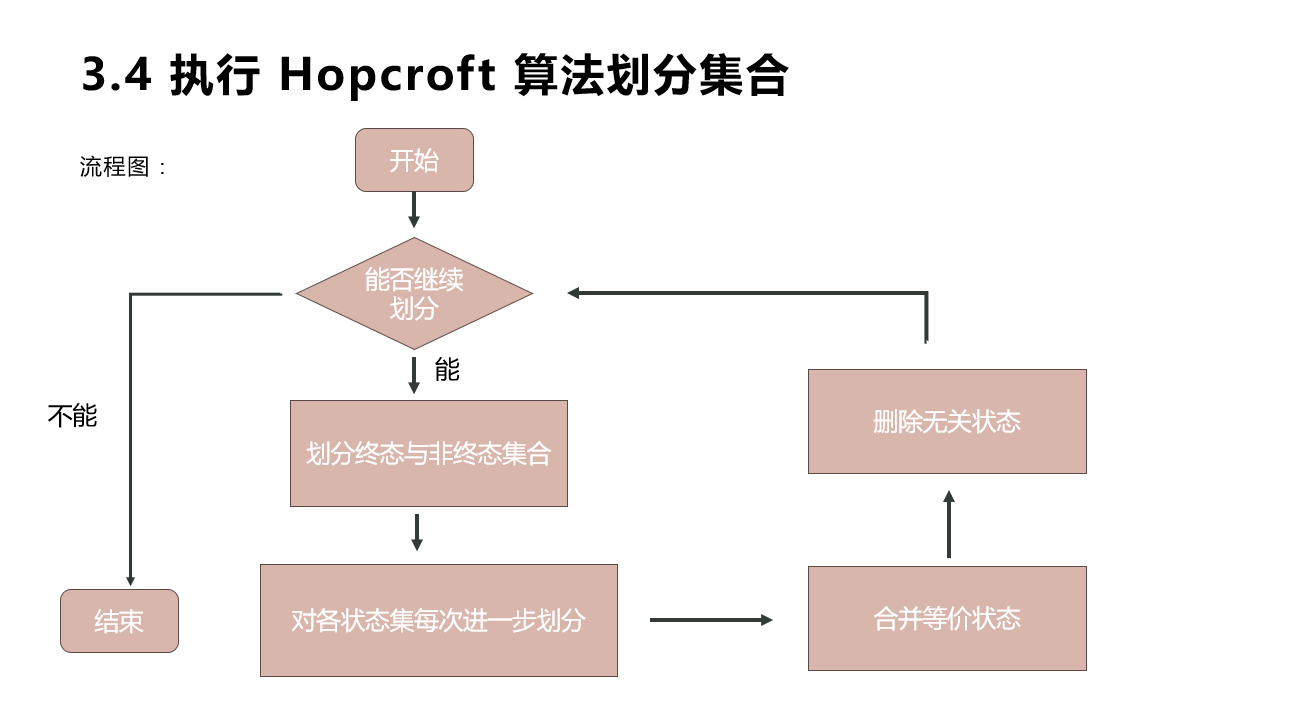 3.4 执行 Hopcroft 算法划分集合
流程图：
开始
能否继续
划分
能
不能
划分终态与非终态集合
删除无关状态
结束
对各状态集每次进一步划分
合并等价状态